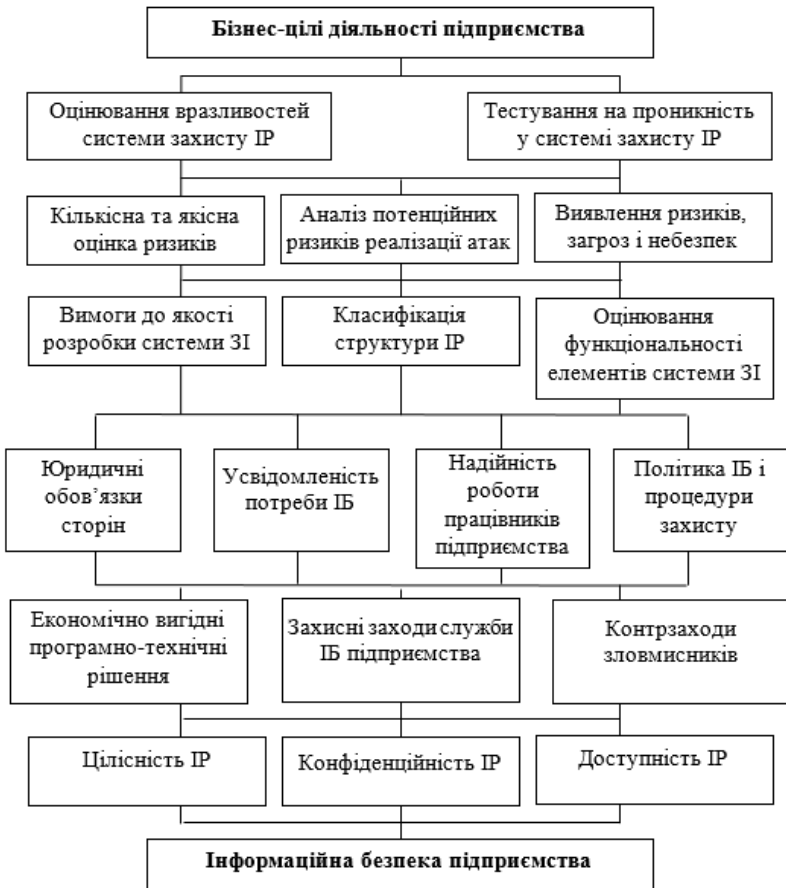 Бізнес-цілі діяльності підприємства
Оцінювання вразливостей
системи захисту ІР
Тестування на проникність
у системі захисту ІР
Кількісна та якісна
оцінка ризиків
Аналіз потенційних
ризиків реалізації атак
Виявлення ризиків,
загроз і небезпек
Вимоги до якості
розробки системи ЗІ
Класифікація
структури ІР
Оцінювання
функціональності
елементів системи ЗІ
Юридичні
обов’язки
сторін
Усвідомленість
потреби ІБ
Надійність
роботи
працівників
підприємства
Політика ІБ і
процедури
захисту
Економічно вигідні
програмно-технічні
рішення
Захисні заходи служби
ІБ підприємства
Контрзаходи
зловмисників
Цілісність ІР
Конфіденційність ІР
Доступність ІР
Інформаційна безпека підприємства